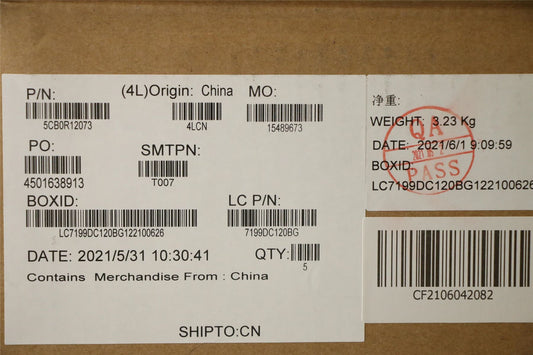 P/N: (4L)Origin: China MO:
5CB0R12073 4LCN 15489673
PO: SMTPN:
4501638913 T007
BOXID: LC P/N:
LC7199DC120BG122100626 7199DC120BG
DATE: 2021/5/31 10:30:41 QTY:
5
Contains Merchandise From : China
SHIPTO:CN
净重:
WEIGHT: 3.23 Kg
QA
DATE: 2021/6/1 9:09:59
BOXID:
PASS
LC7199DC120BG122100626
CF2106042082